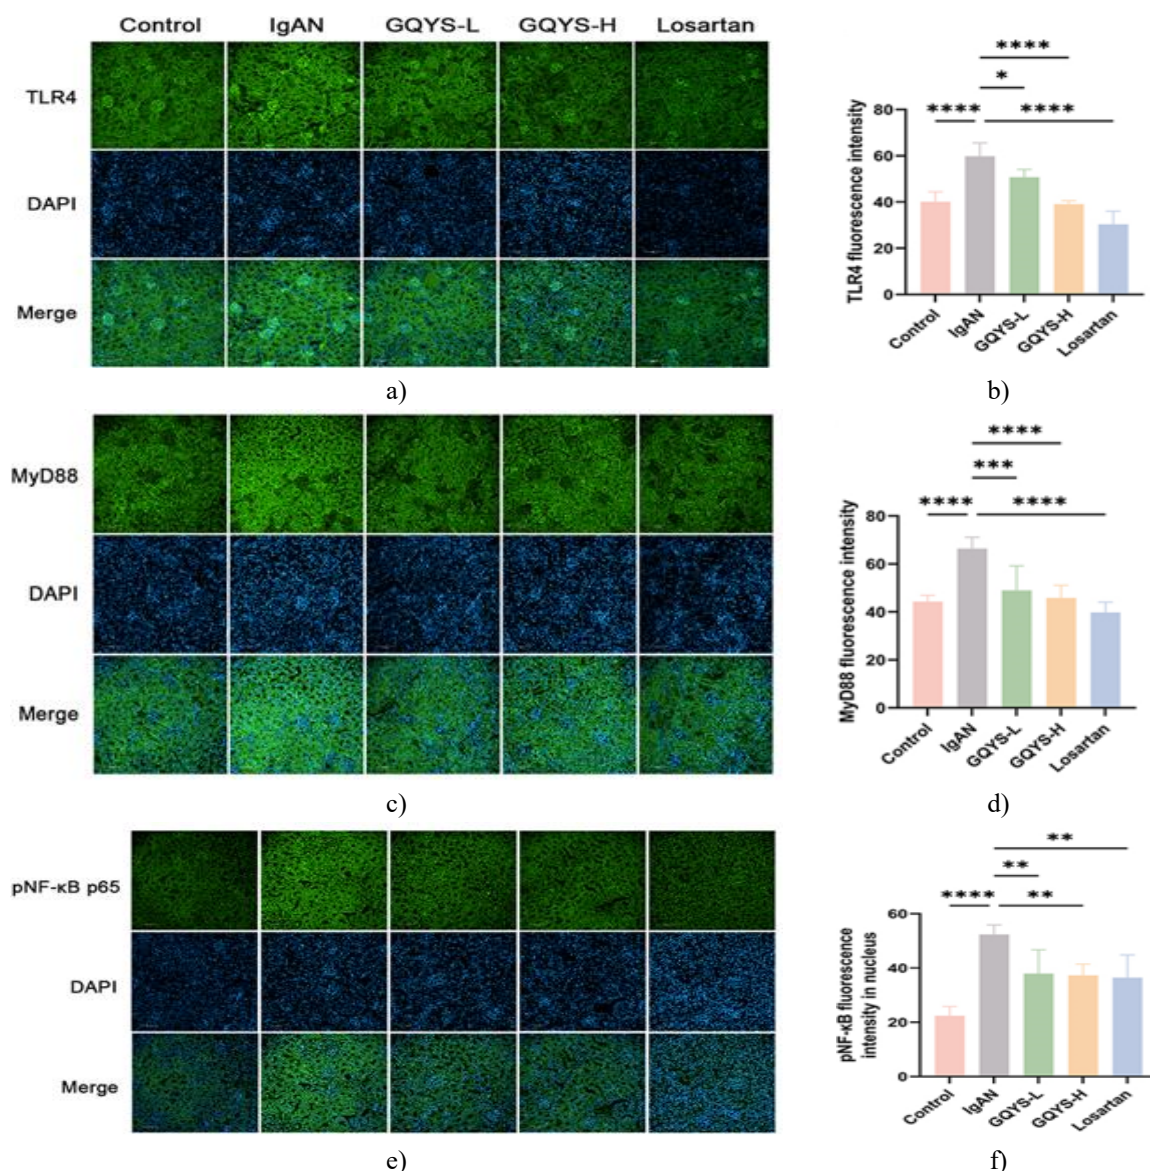 Control IgAN GQYS-L GQYS-H Losartan
TLR4
DAPI
Merge
a)
****
*
**** ****
TLR4 fluorescence intensity
80
60
40
20
0
Control
IgAN
GQYS-L
GQYS-H
Losartan
b)
MyD88
DAPI
Merge
c)
****
***
**** ****
MyD88 fluorescence intensity
80
60
40
20
0
Control
IgAN
GQYS-L
GQYS-H
Losartan
d)
pNF-κB p65
DAPI
Merge
e)
**
**
**** **
pNF-κB fluorescence
intensity in nucleus
60
40
20
0
Control
IgAN
GQYS-L
GQYS-H
Losartan
f)